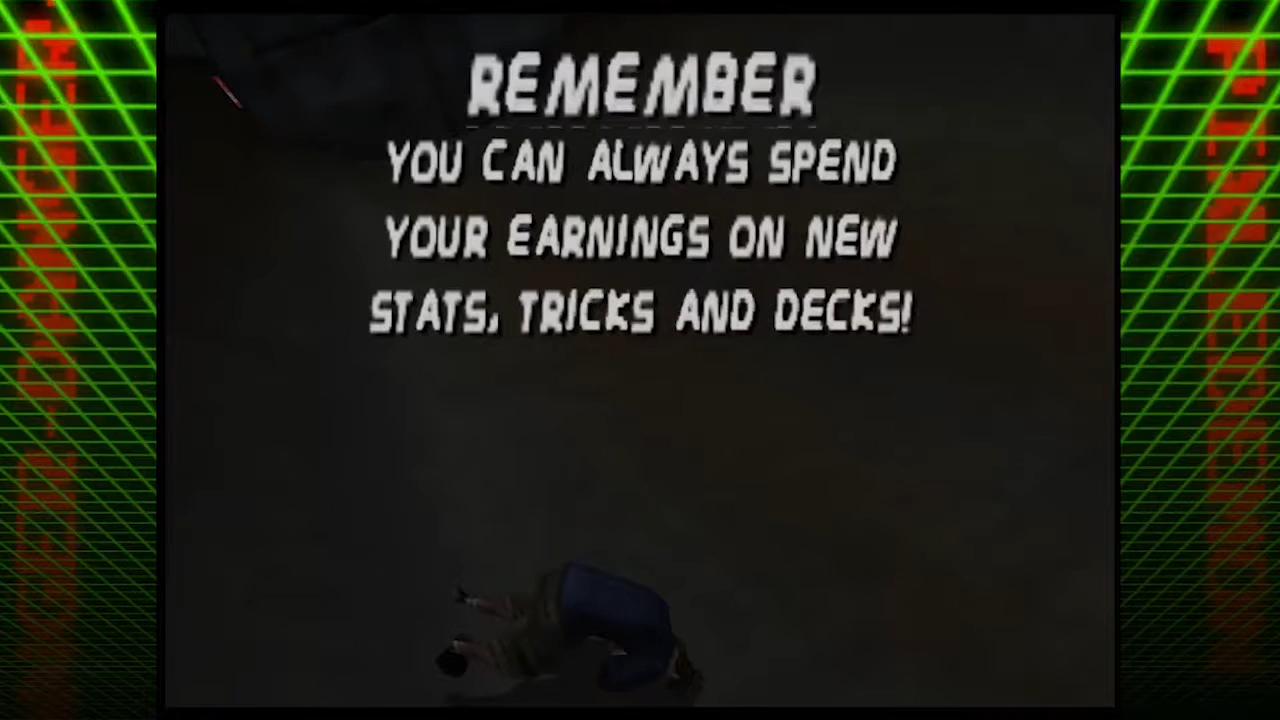 REMEMBER
YOU CAN ALWAYS SPEND
YOUR EARNINGS ON NEW
STATS, TRICKS AND DECKS!